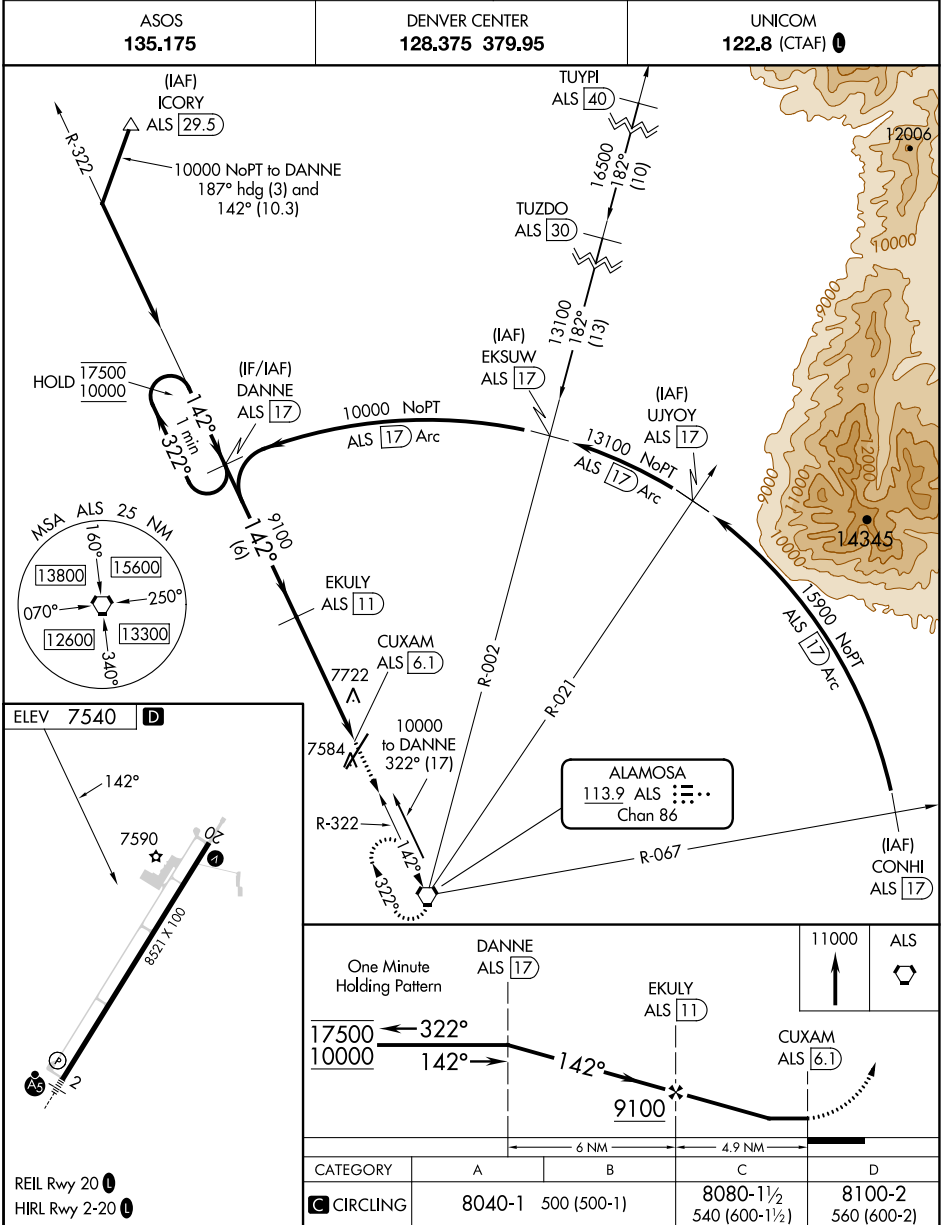 ASOS
135.175
DENVER CENTER
128.375 379.95
UNICOM
122.8 (CTAF) L
(IAF)
ICORY
ALS 29.5
R-322
10000 NoPT to DANNE
187° hdg (3) and
142° (10.3)
TUYPI
ALS 40
16500
182°
(10)
TUZDO
ALS 30
13100
182°
(13)
12006
10000
9000
HOLD 17500
10000
1 min
142°
322°
(IF/IAF)
DANNE
ALS 17
(IAF)
EKSUW
ALS 17
10000 NoPT
ALS 17 Arc
(IAF)
UJYOY
ALS 17
13100 NoPT
ALS 17 Arc
9000
10000
11000
12000
14345
15900 NoPT
ALS 17 Arc
MSA ALS 25 NM
160°
13800
15600
070°
250°
12600
13300
340°
9100
142°
(6)
EKULY
ALS 11
CUXAM
ALS 6.1
7722
7584
10000
to DANNE
322° (17)
R-322
142°
322°
R-002
R-021
R-067
ALAMOSA
113.9 ALS
Chan 86
(IAF)
CONHI
ALS 17
ELEV 7540 D
142°
7590
20
V
8521 X 100
P
A5
2
REIL Rwy 20 L
HIRL Rwy 2-20 L
One Minute
Holding Pattern
DANNE
ALS 17
EKULY
ALS 11
CUXAM
ALS 6.1
11000
ALS
17500
10000
322°
142°
142°
9100
6 NM
4.9 NM
CATEGORY A B C D
C CIRCLING 8040-1 500 (500-1) 8080-1½ 540 (600-1½) 8100-2 560 (600-2)